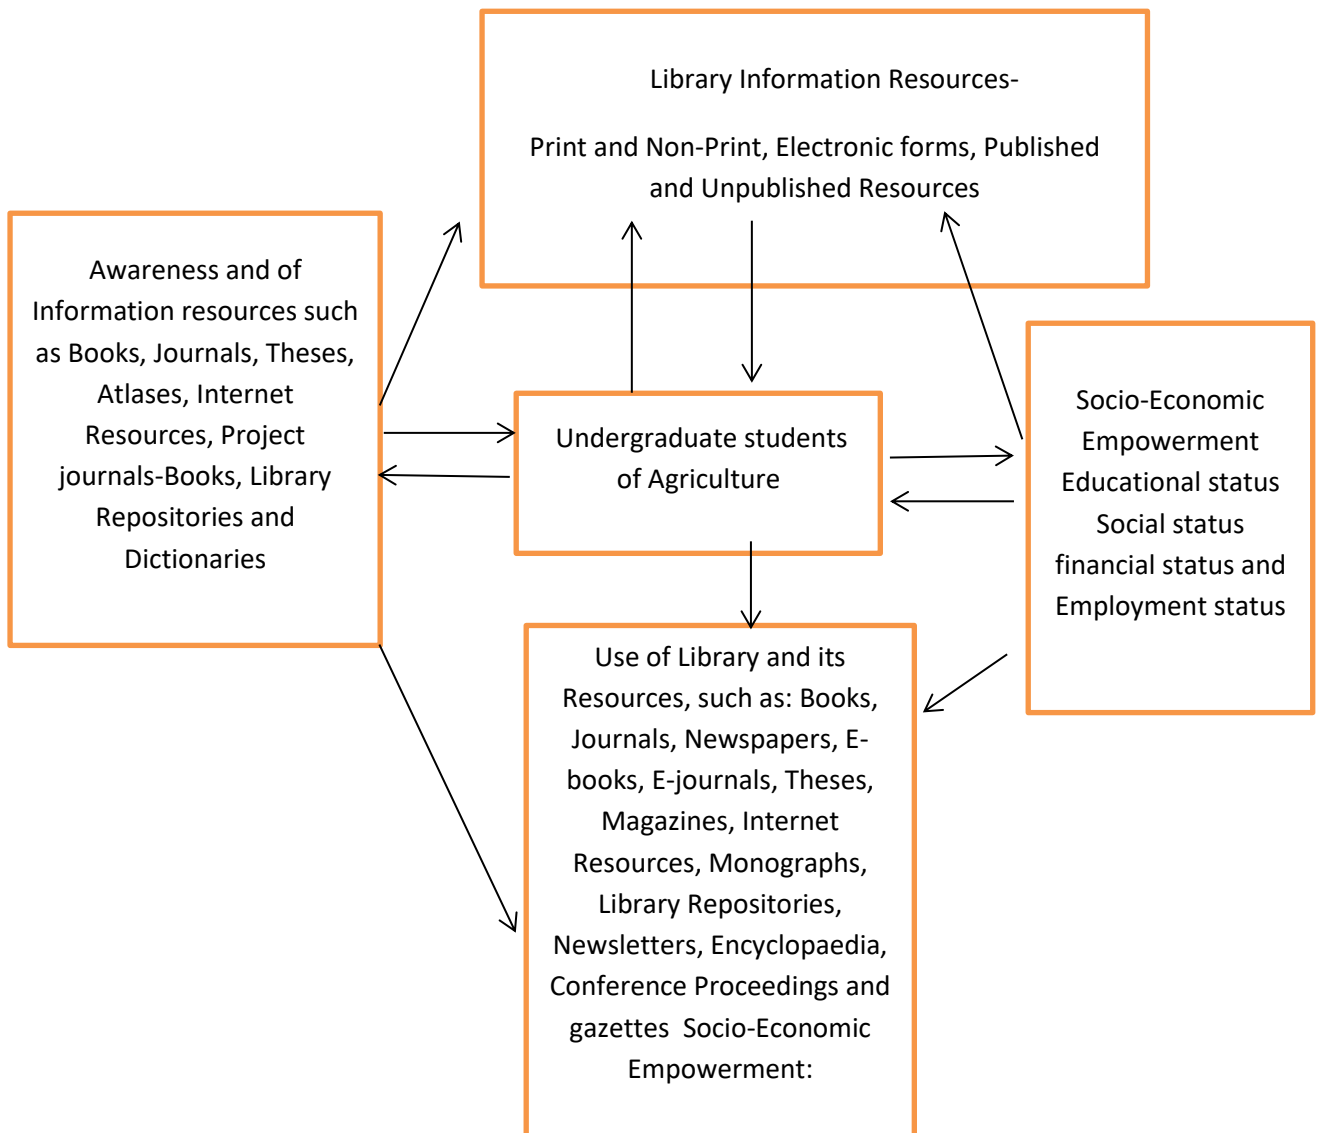 Library Information Resources-
Print and Non-Print, Electronic forms, Published
and Unpublished Resources
Awareness and of
Information resources such
as Books, Journals, Theses,
Atlases, Internet
Resources, Project
journals-Books, Library
Repositories and
Dictionaries
Undergraduate students
of Agriculture
Socio-Economic
Empowerment
Educational status
Social status
financial status and
Employment status
Use of Library and its
Resources, such as: Books,
Journals, Newspapers, E-
books, E-journals, Theses,
Magazines, Internet
Resources, Monographs,
Library Repositories,
Newsletters, Encyclopaedia,
Conference Proceedings and
gazettes  Socio-Economic
Empowerment: